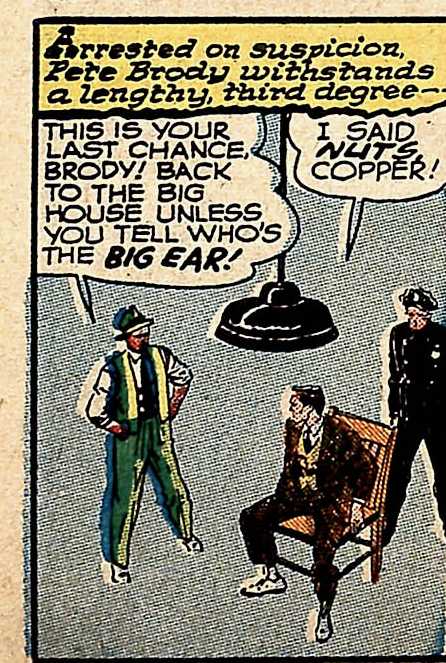 Arrested on suspicion,
Pete Brody withstands
a lengthy, third degree--
THIS IS YOUR
LAST CHANCE,
BRODY! BACK
TO THE BIG
HOUSE UNLESS
YOU TELL WHO'S
THE BIG EAR!
I SAID
NUTS,
COPPER!